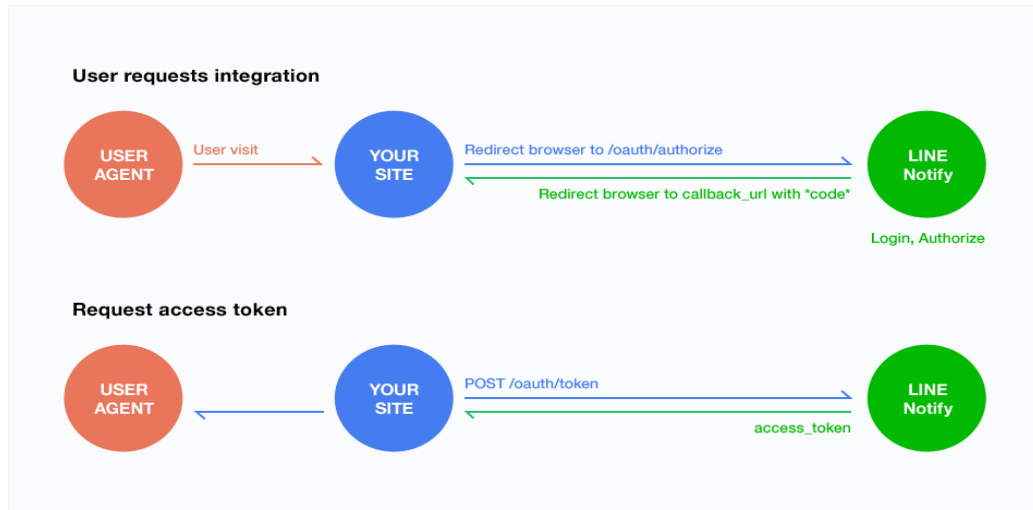 User requests integration
USER
AGENT
User visit
YOUR
SITE
Redirect browser to /oauth/authorize
Redirect browser to callback_url with *code*
LINE
Notify
Login, Authorize
Request access token
USER
AGENT
YOUR
SITE
POST /oauth/token
access_token
LINE
Notify